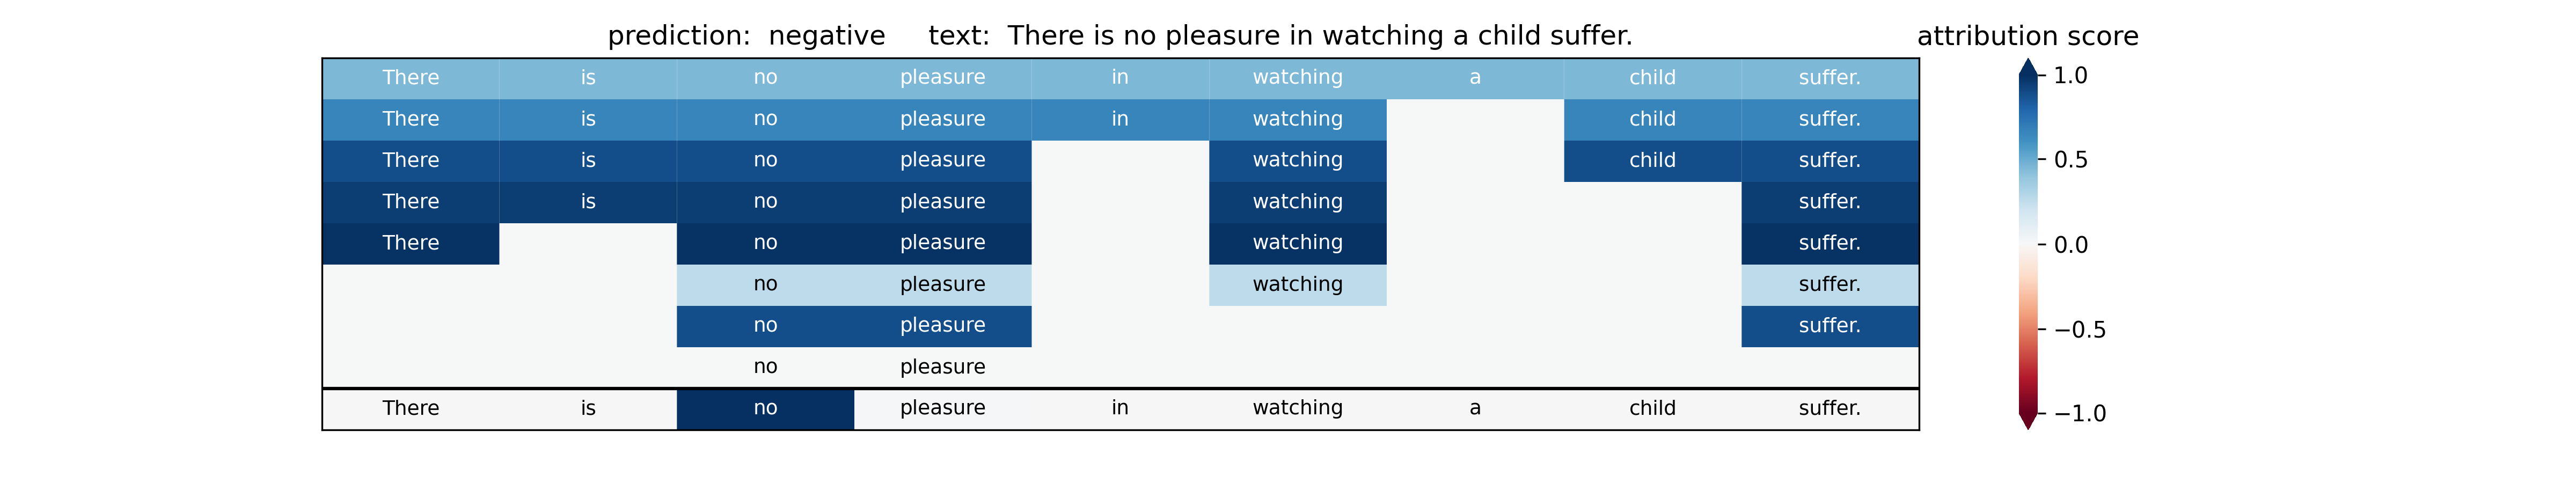 prediction:  negative     text:  There is no pleasure in watching a child suffer.
attribution score
There is no pleasure in watching a child suffer.
There is no pleasure in watching child suffer.
There is no pleasure watching child suffer.
There is no pleasure watching suffer.
There no pleasure watching suffer.
no pleasure watching suffer.
no pleasure suffer.
no pleasure
There is no pleasure in watching a child suffer.
1.0
0.5
0.0
−0.5
−1.0